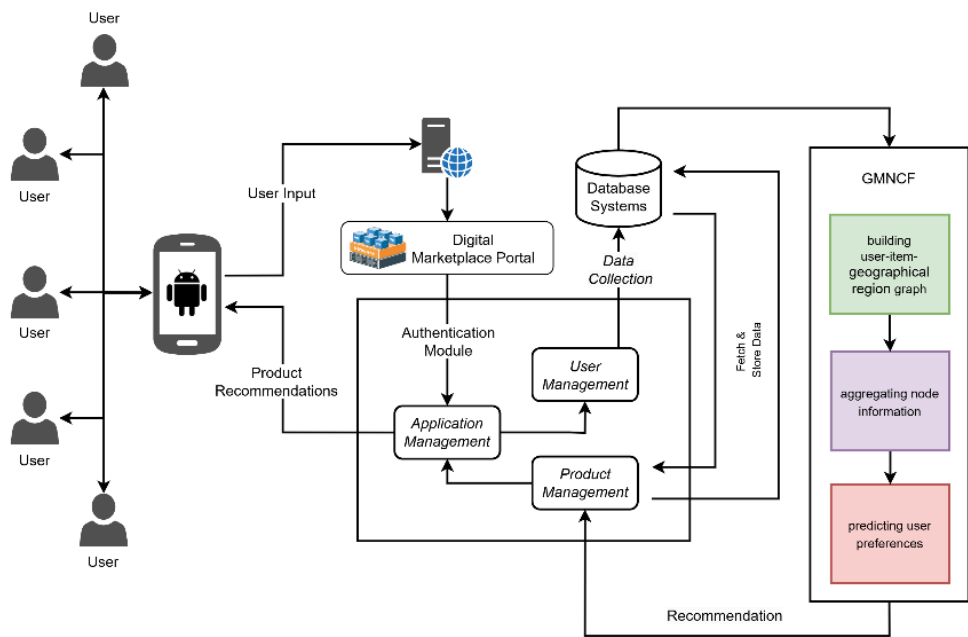 User
User
User
User
User
User Input
Product
Recommendations
Digital
Marketplace Portal
Authentication
Module
Application
Management
User
Management
Product
Management
Data
Collection
Database
Systems
Fetch &
Store Data
GMNCF
building
user-item-
geographical
region graph
aggregating node
information
predicting user
preferences
Recommendation